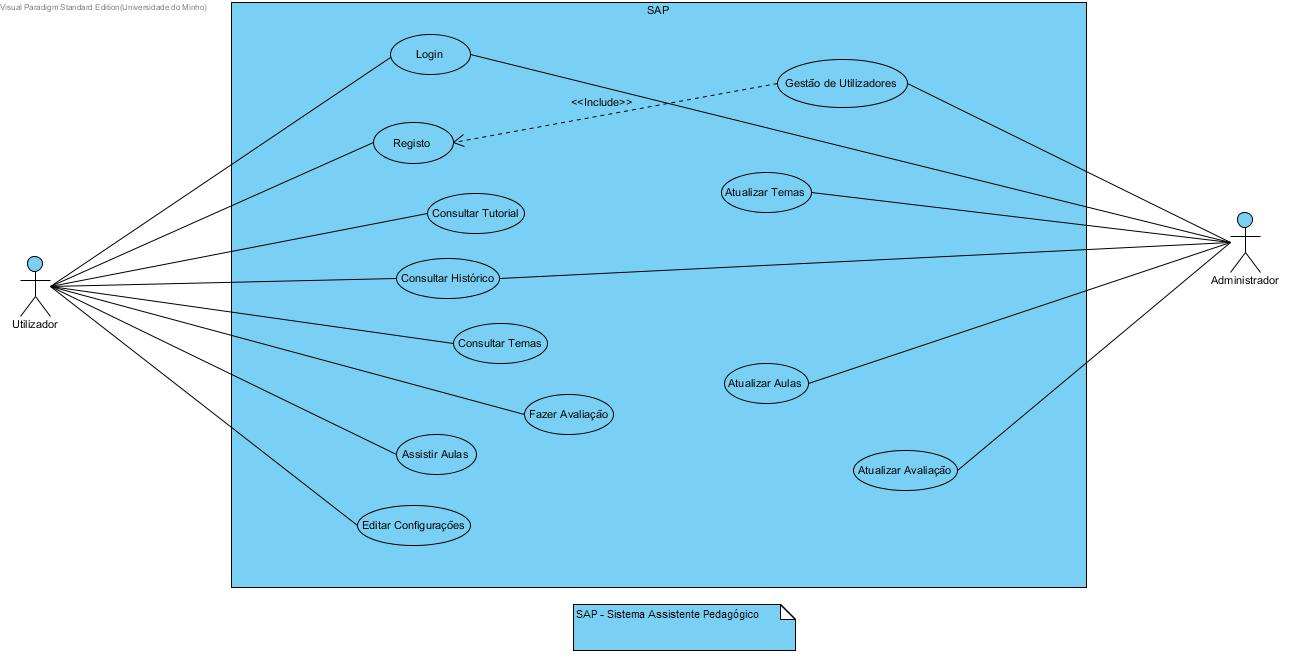 Visual Paradigm Standard Edition(Universidade do Minho)
SAP
Login
Gestão de Utilizadores
<<Include>>
Registo
Atualizar Temas
Consultar Tutorial
Consultar Histórico
Administrador
Utilizador
Consultar Temas
Atualizar Aulas
Fazer Avaliação
Assistir Aulas
Atualizar Avaliação
Editar Configurações
SAP - Sistema Assistente Pedagógico